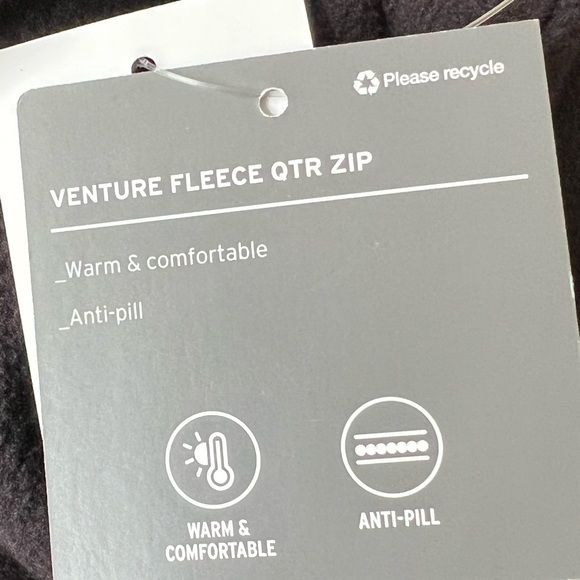 Please recycle
VENTURE FLEECE QTR ZIP
_Warm & comfortable
_Anti-pill
WARM &
COMFORTABLE
ANTI-PILL